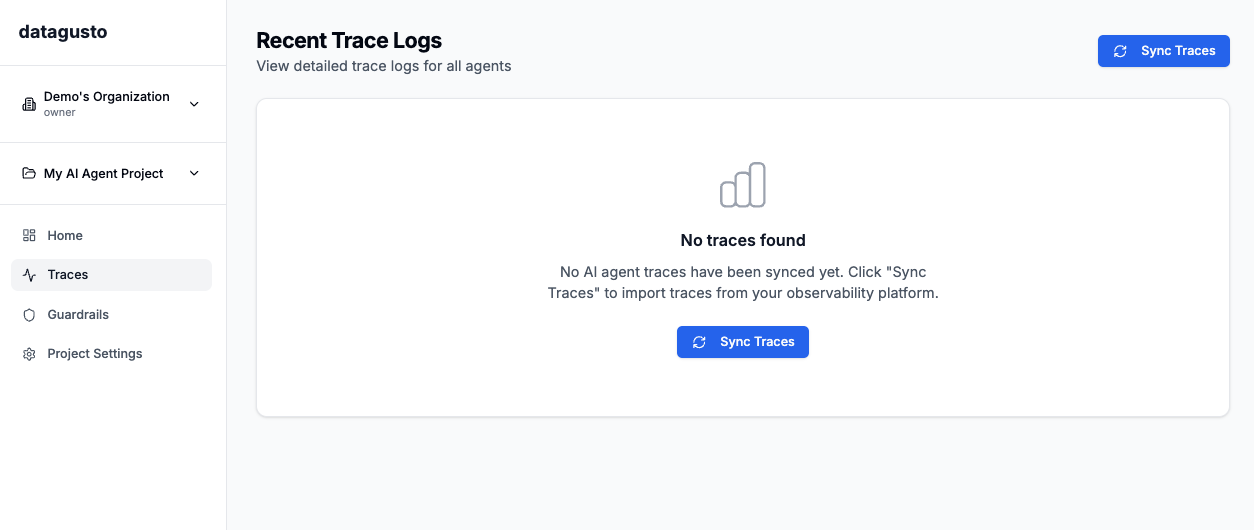 datagusto
Demo's Organization
owner
My AI Agent Project
Home
Traces
Guardrails
Project Settings
Recent Trace Logs
View detailed trace logs for all agents
Sync Traces
No traces found
No AI agent traces have been synced yet. Click "Sync
Traces" to import traces from your observability platform.
Sync Traces